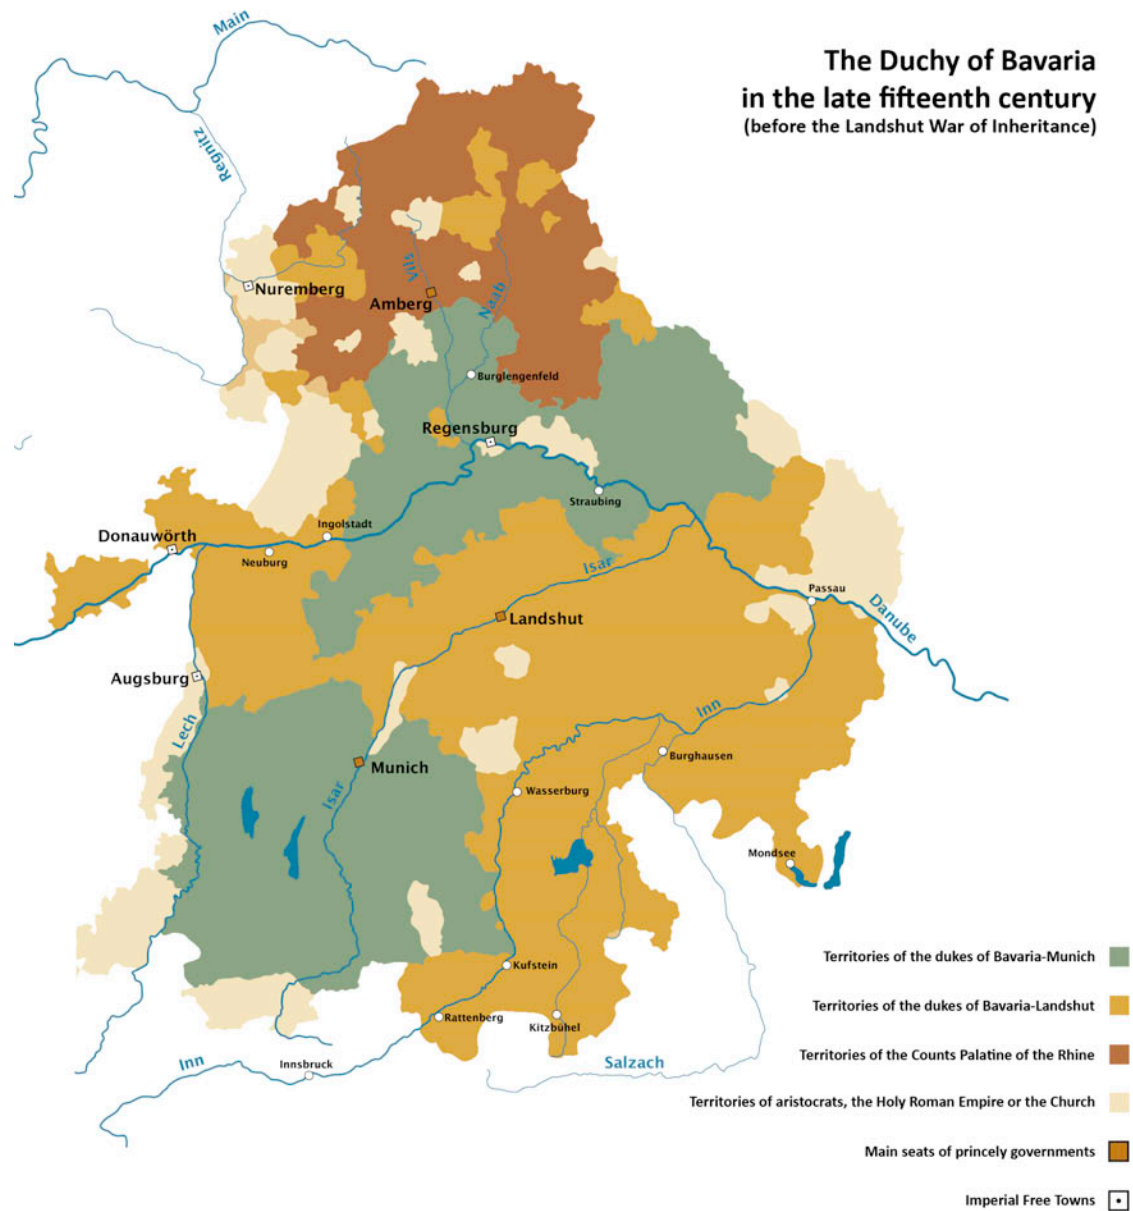 Main
The Duchy of Bavaria
in the late fifteenth century
(before the Landshut War of Inheritance)
Regnitz
Nuremberg
Vills
Amberg
Naab
Burglengenfeld
Regensburg
Straubing
Ingolstadt
Donauwörth
Neuburg
Isar
Passau
Danube
Landshut
Augsburg
Lech
Inn
Munich
Burghausen
Isar
Wasserburg
Mondsee
Kufstein
Rattenberg
Kitzbühel
Inn
Innsbruck
Salzach
Territories of the dukes of Bavaria-Munich
Territories of the dukes of Bavaria-Landshut
Territories of the Counts Palatine of the Rhine
Territories of aristocrats, the Holy Roman Empire or the Church
Main seats of princely governments
Imperial Free Towns